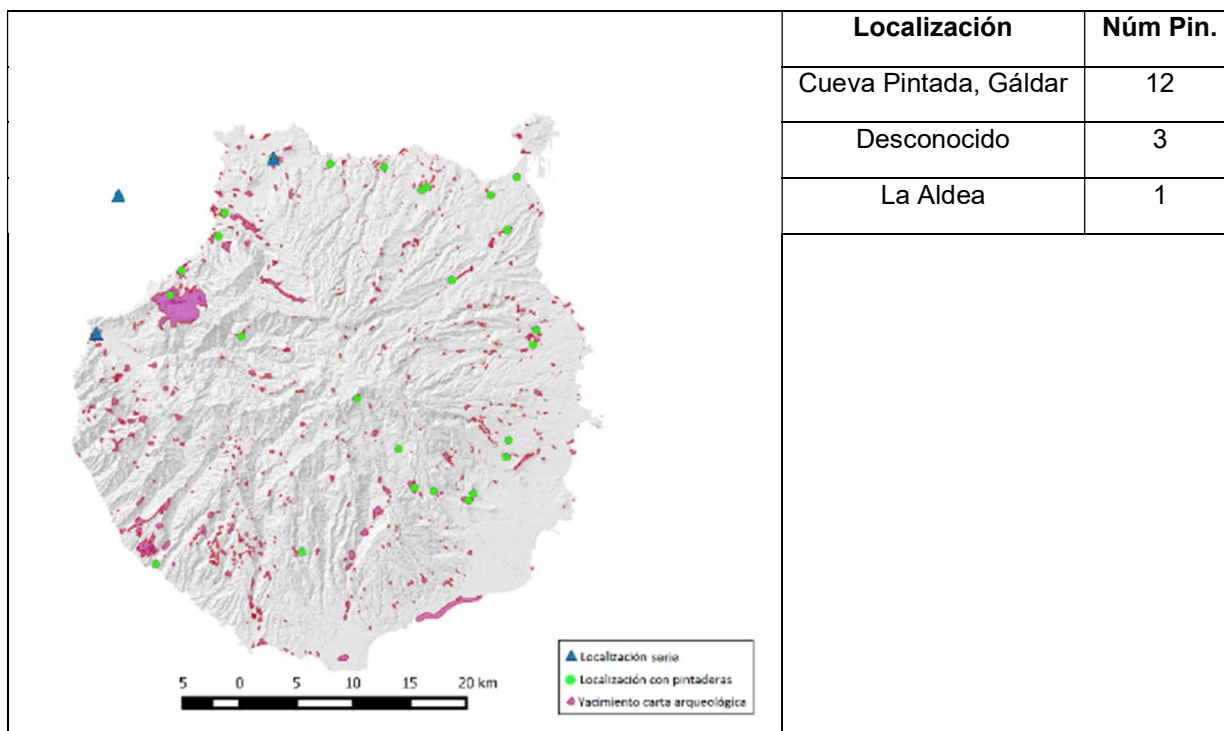 Localización Núm Pin.
Cueva Pintada, Gáldar 12
Desconocido 3
La Aldea 1
Localización serie
Localización con pintaderas
Yacimiento carta arqueológica
5 0 5 10 15 20 km